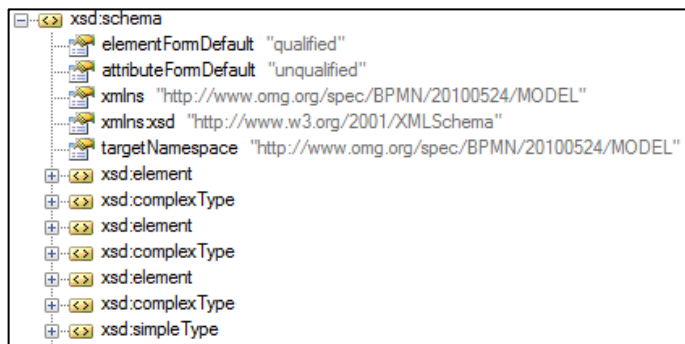 xsd:schema
elementFormDefault "qualified"
attributeFormDefault "unqualified"
xmlns "http://www.omg.org/spec/BPMN/20100524/MODEL"
xmlns:xsd "http://www.w3.org/2001/XMLSchema"
targetNamespace "http://www.omg.org/spec/BPMN/20100524/MODEL"
xsd:element
xsd:complexType
xsd:element
xsd:complexType
xsd:element
xsd:complexType
xsd:simpleType